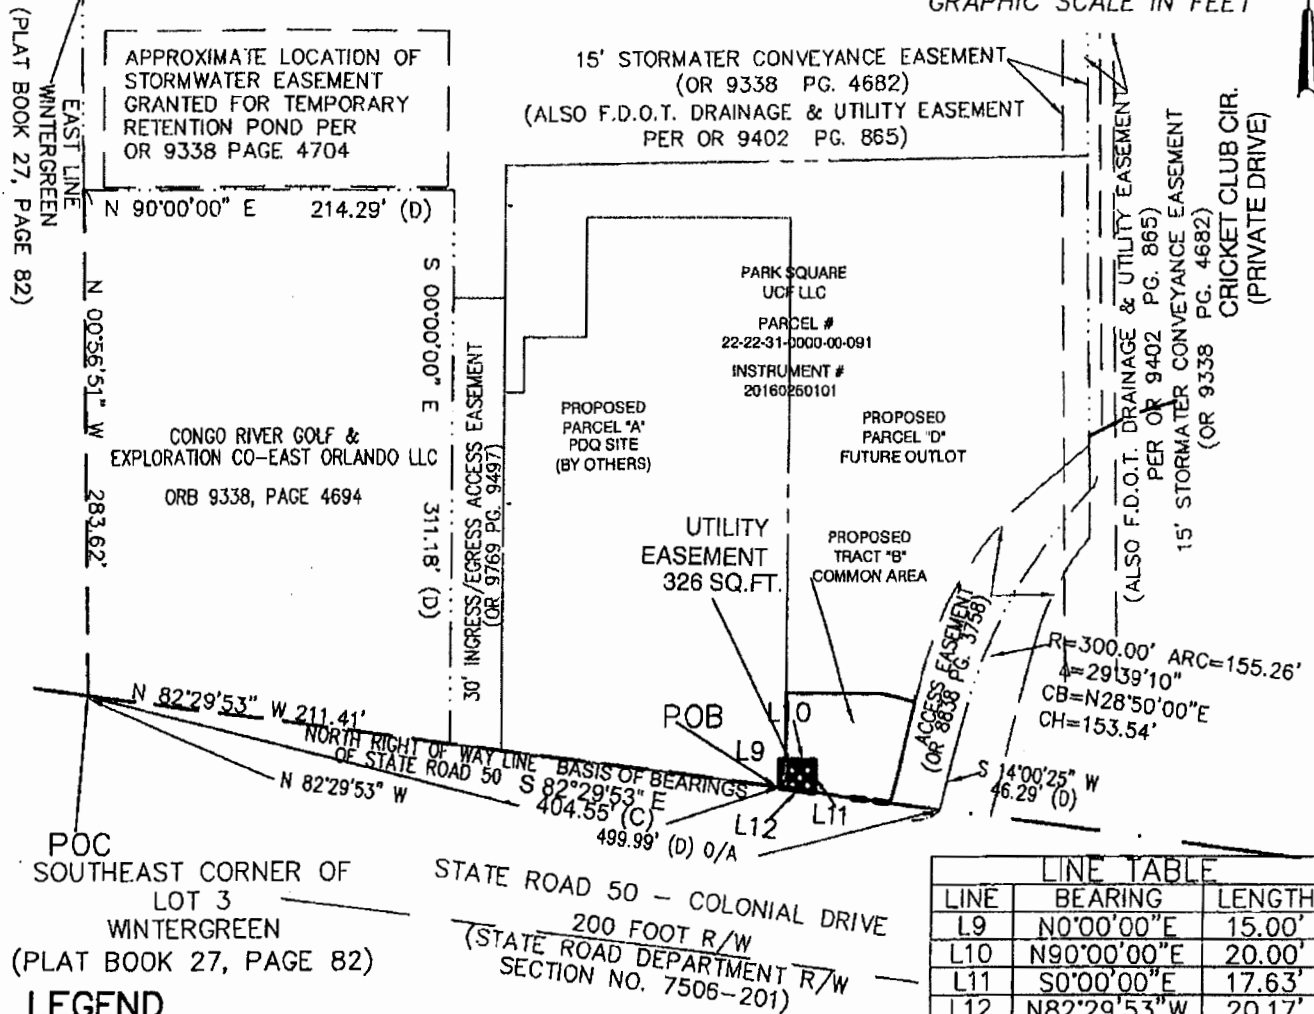 GRAPHIC SCALE IN FEET
(PLAT BOOK 27, PAGE 82)
EAST LINE
WINTERGREEN
APPROXIMATE LOCATION OF
STORMWATER EASEMENT
GRANTED FOR TEMPORARY
RETENTION POND PER
OR 9338 PAGE 4704
15' STORMATER CONVEYANCE EASEMENT
(OR 9338 PG. 4682)
(ALSO F.D.O.T. DRAINAGE & UTILITY EASEMENT
PER OR 9402 PG. 865)
N 90°00'00" E 214.29' (D)
N 00°56'51" W 283.62'
S 00°00'00" E 311.18' (D)
CONGO RIVER GOLF &
EXPLORATION CO-EAST ORLANDO LLC
ORB 9338, PAGE 4694
30' INGRESS/EGRESS ACCESS EASEMENT
(OR 9769 PG. 9497)
PARK SQUARE
UCF LLC
PARCEL #
22-22-31-0000-00-091
INSTRUMENT #
20160260101
PROPOSED
PARCEL "A"
PDQ SITE
(BY OTHERS)
PROPOSED
PARCEL "D"
FUTURE OUTLOT
UTILITY
EASEMENT
326 SQ.FT.
PROPOSED
TRACT "B"
COMMON AREA
(ALSO F.D.O.T. DRAINAGE & UTILITY EASEMENT
PER OR 9402 PG. 865)
15' STORMATER CONVEYANCE EASEMENT
(OR 9338 PG. 4682)
CRICKET CLUB CIR.
(PRIVATE DRIVE)
ACCESS EASEMENT
(OR 8838 PG. 3758)
R=300.00' ARC=155.26'
Δ=29°39'10"
CB=N28°50'00"E
CH=153.54'
S 14°00'25" W
46.29' (D)
POB
L9
L10
L11
L12
N 82°29'53" W 211.41'
NORTH RIGHT OF WAY LINE BASIS OF BEARINGS
OF STATE ROAD 50
S 82°29'53" E
404.55' (C)
N 82°29'53" W
499.99' (D) O/A
POC
SOUTHEAST CORNER OF
LOT 3
WINTERGREEN
(PLAT BOOK 27, PAGE 82)
STATE ROAD 50 - COLONIAL DRIVE
200 FOOT R/W
(STATE ROAD DEPARTMENT R/W
SECTION NO. 7506-201)
LINE TABLE
LINE BEARING LENGTH
L9 N0°00'00"E 15.00'
L10 N90°00'00"E 20.00'
L11 S0°00'00"E 17.63'
L12 N82°29'53"W 20.17'
LEGEND